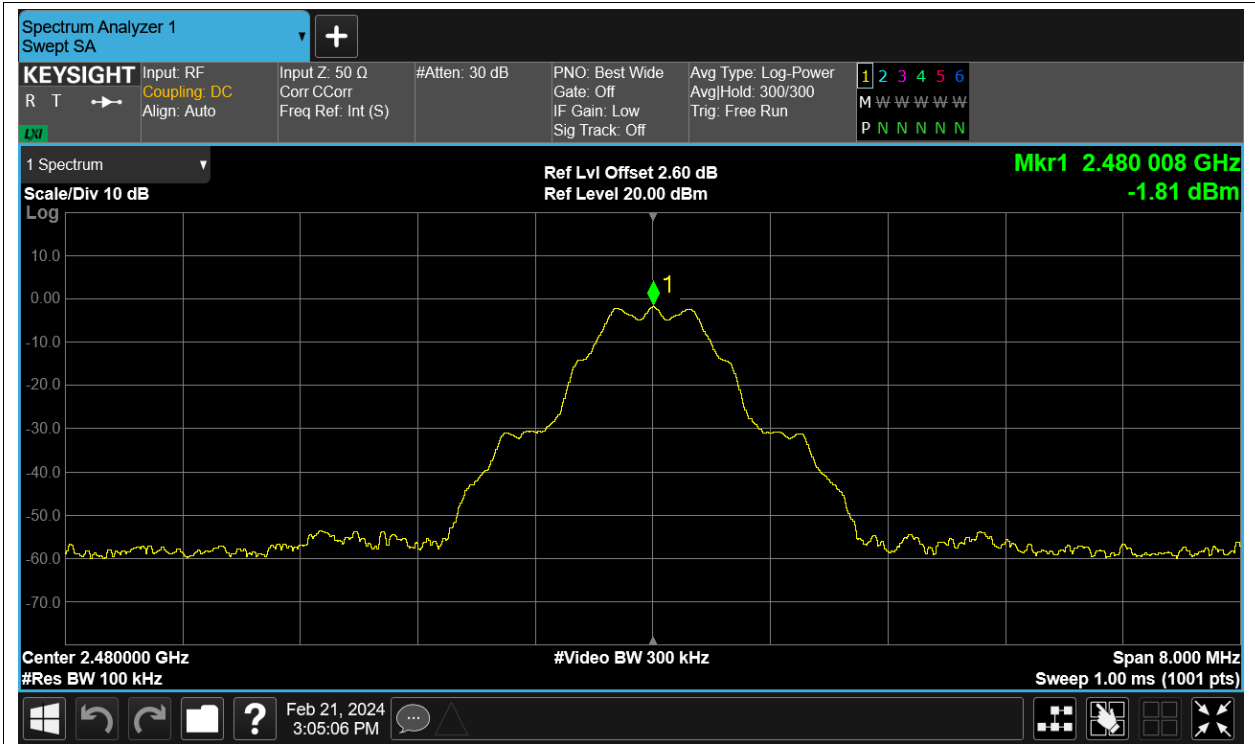 Spectrum Analyzer 1
Swept SA
KEYSIGHT
R T
LXI
Input: RF
Coupling: DC
Align: Auto
Input Z: 50 Ω
Corr CCorr
Freq Ref: Int (S)
#Atten: 30 dB
PNO: Best Wide
Gate: Off
IF Gain: Low
Sig Track: Off
Avg Type: Log-Power
Avg|Hold: 300/300
Trig: Free Run
1 2 3 4 5 6
M W W W W W
P N N N N N
1 Spectrum
Scale/Div 10 dB
Ref Lvl Offset 2.60 dB
Ref Level 20.00 dBm
Mkr1 2.480 008 GHz
-1.81 dBm
Log
10.0
0.00
-10.0
-20.0
-30.0
-40.0
-50.0
-60.0
-70.0
1
Center 2.480000 GHz
#Video BW 300 kHz
Span 8.000 MHz
#Res BW 100 kHz
Sweep 1.00 ms (1001 pts)
?
Feb 21, 2024
3:05:06 PM